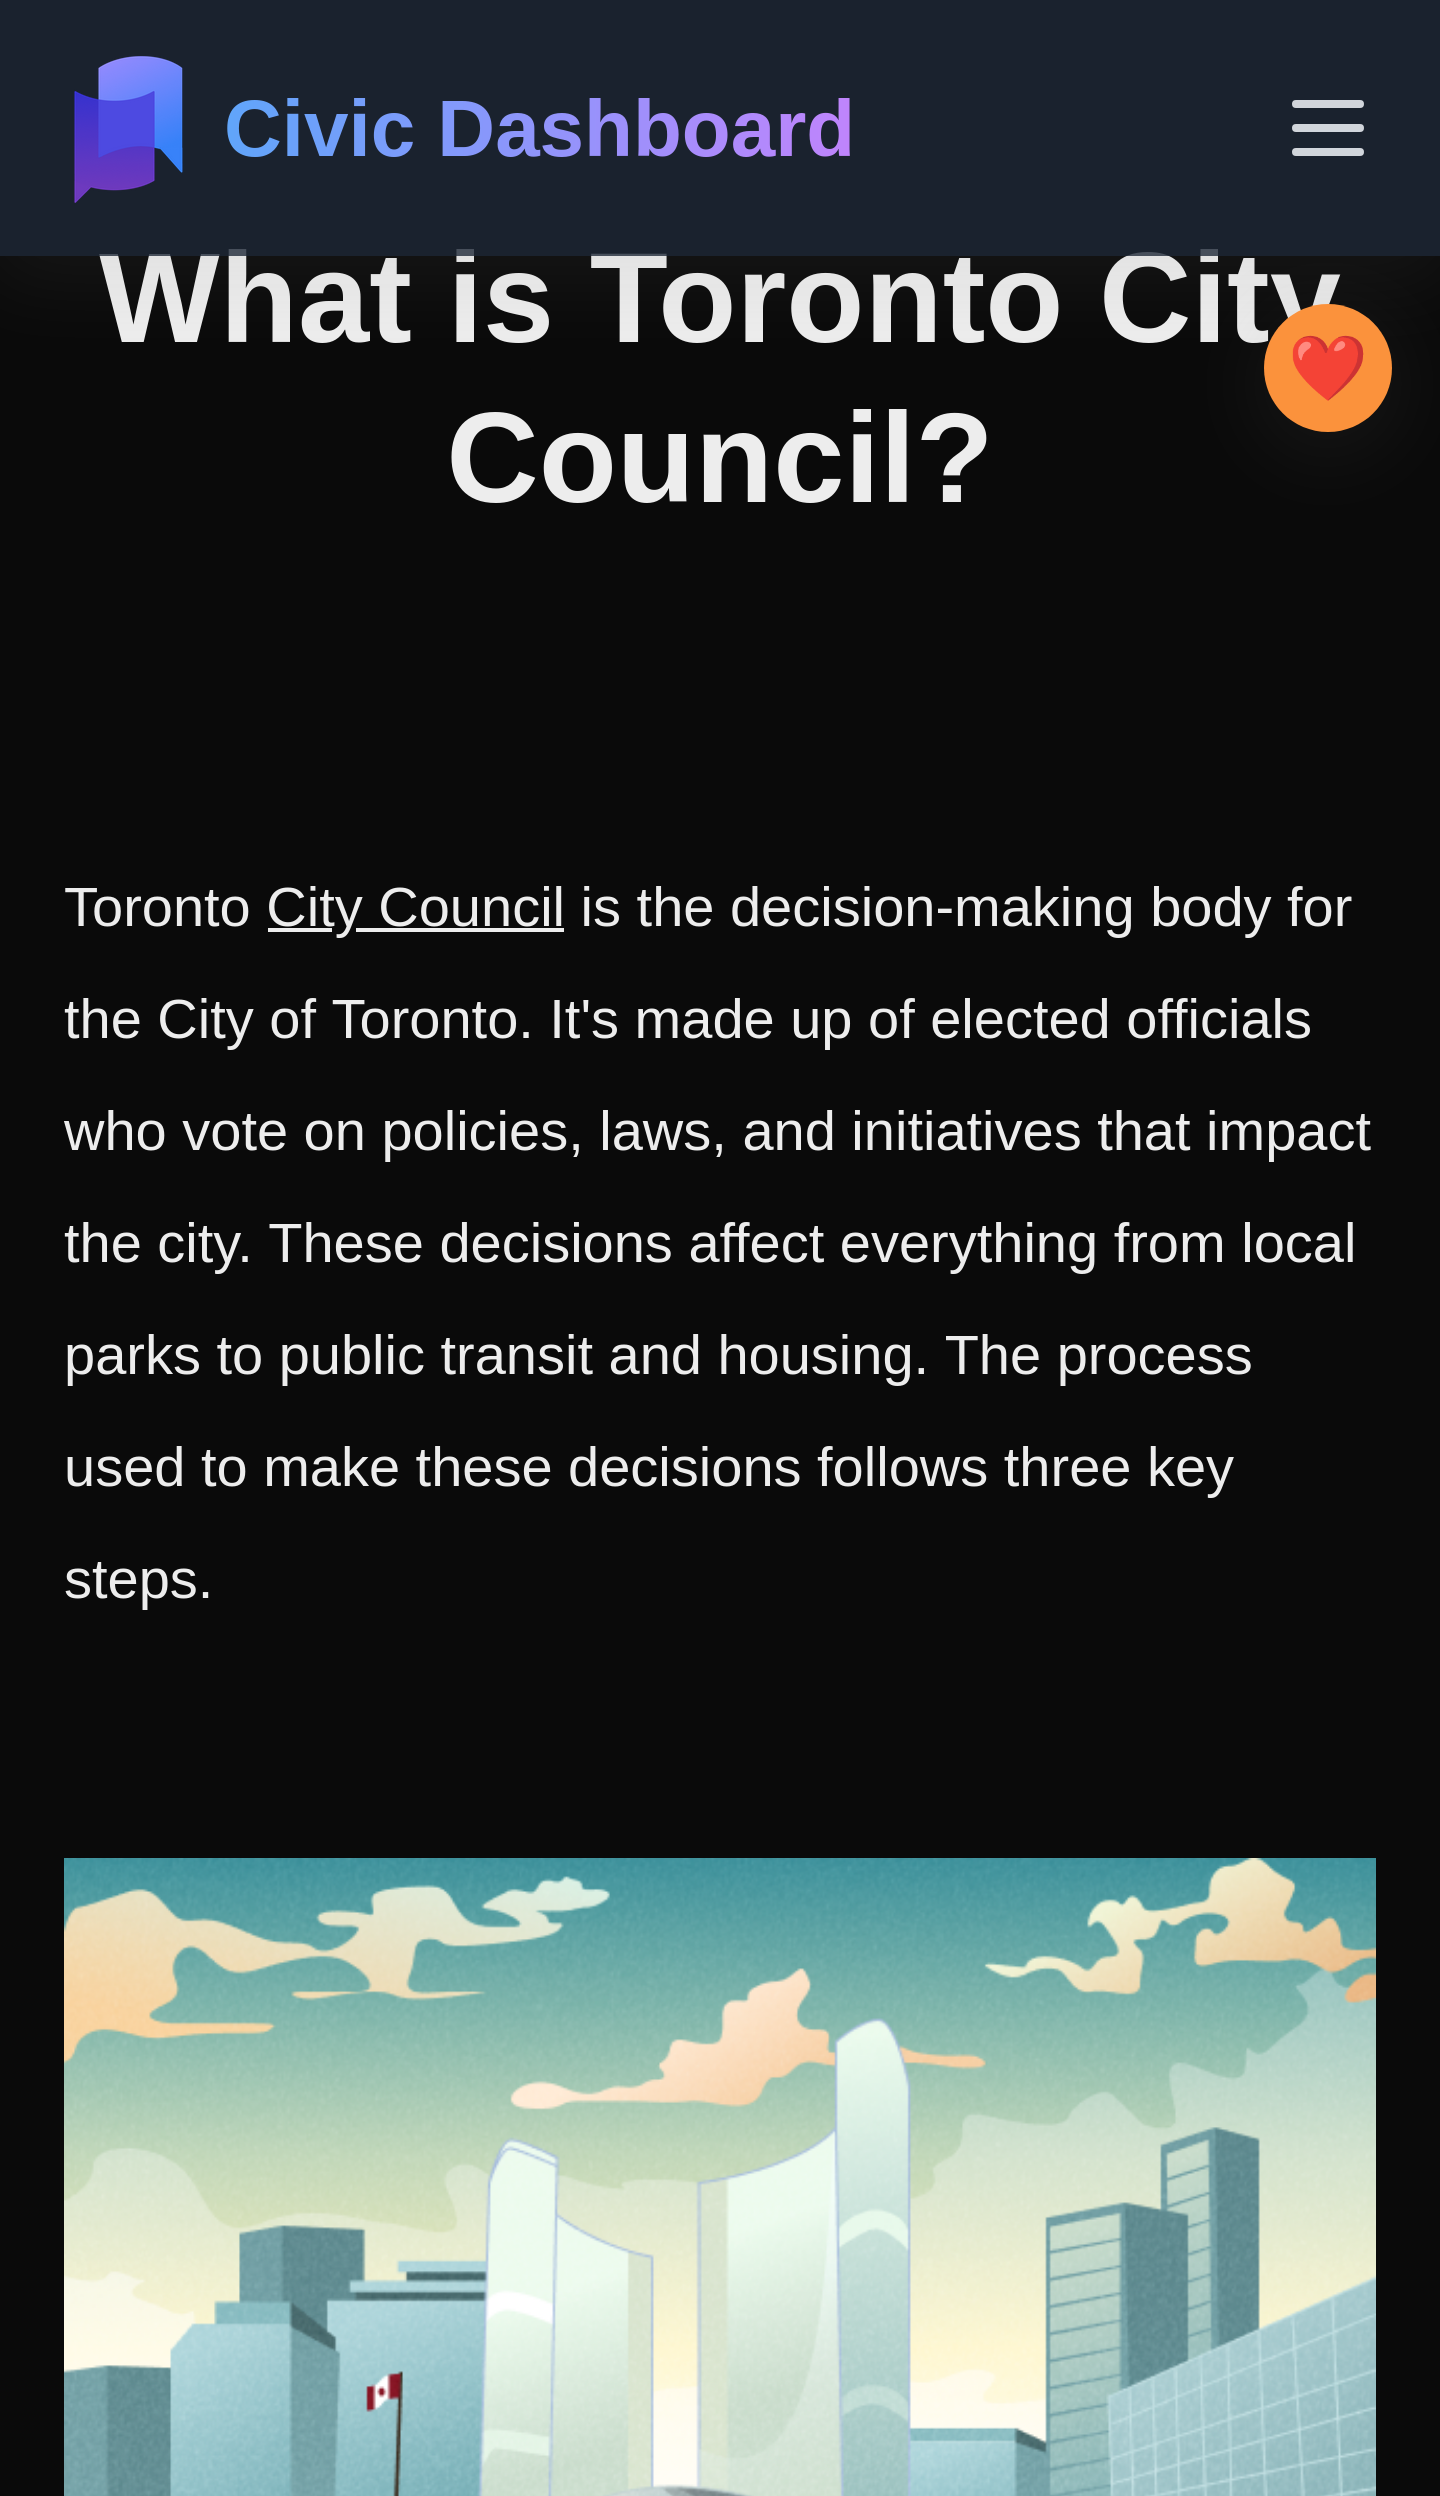 Civic Dashboard
What is Toronto City
Council?
Toronto City Council is the decision-making body for
the City of Toronto. It's made up of elected officials
who vote on policies, laws, and initiatives that impact
the city. These decisions affect everything from local
parks to public transit and housing. The process
used to make these decisions follows three key
steps.